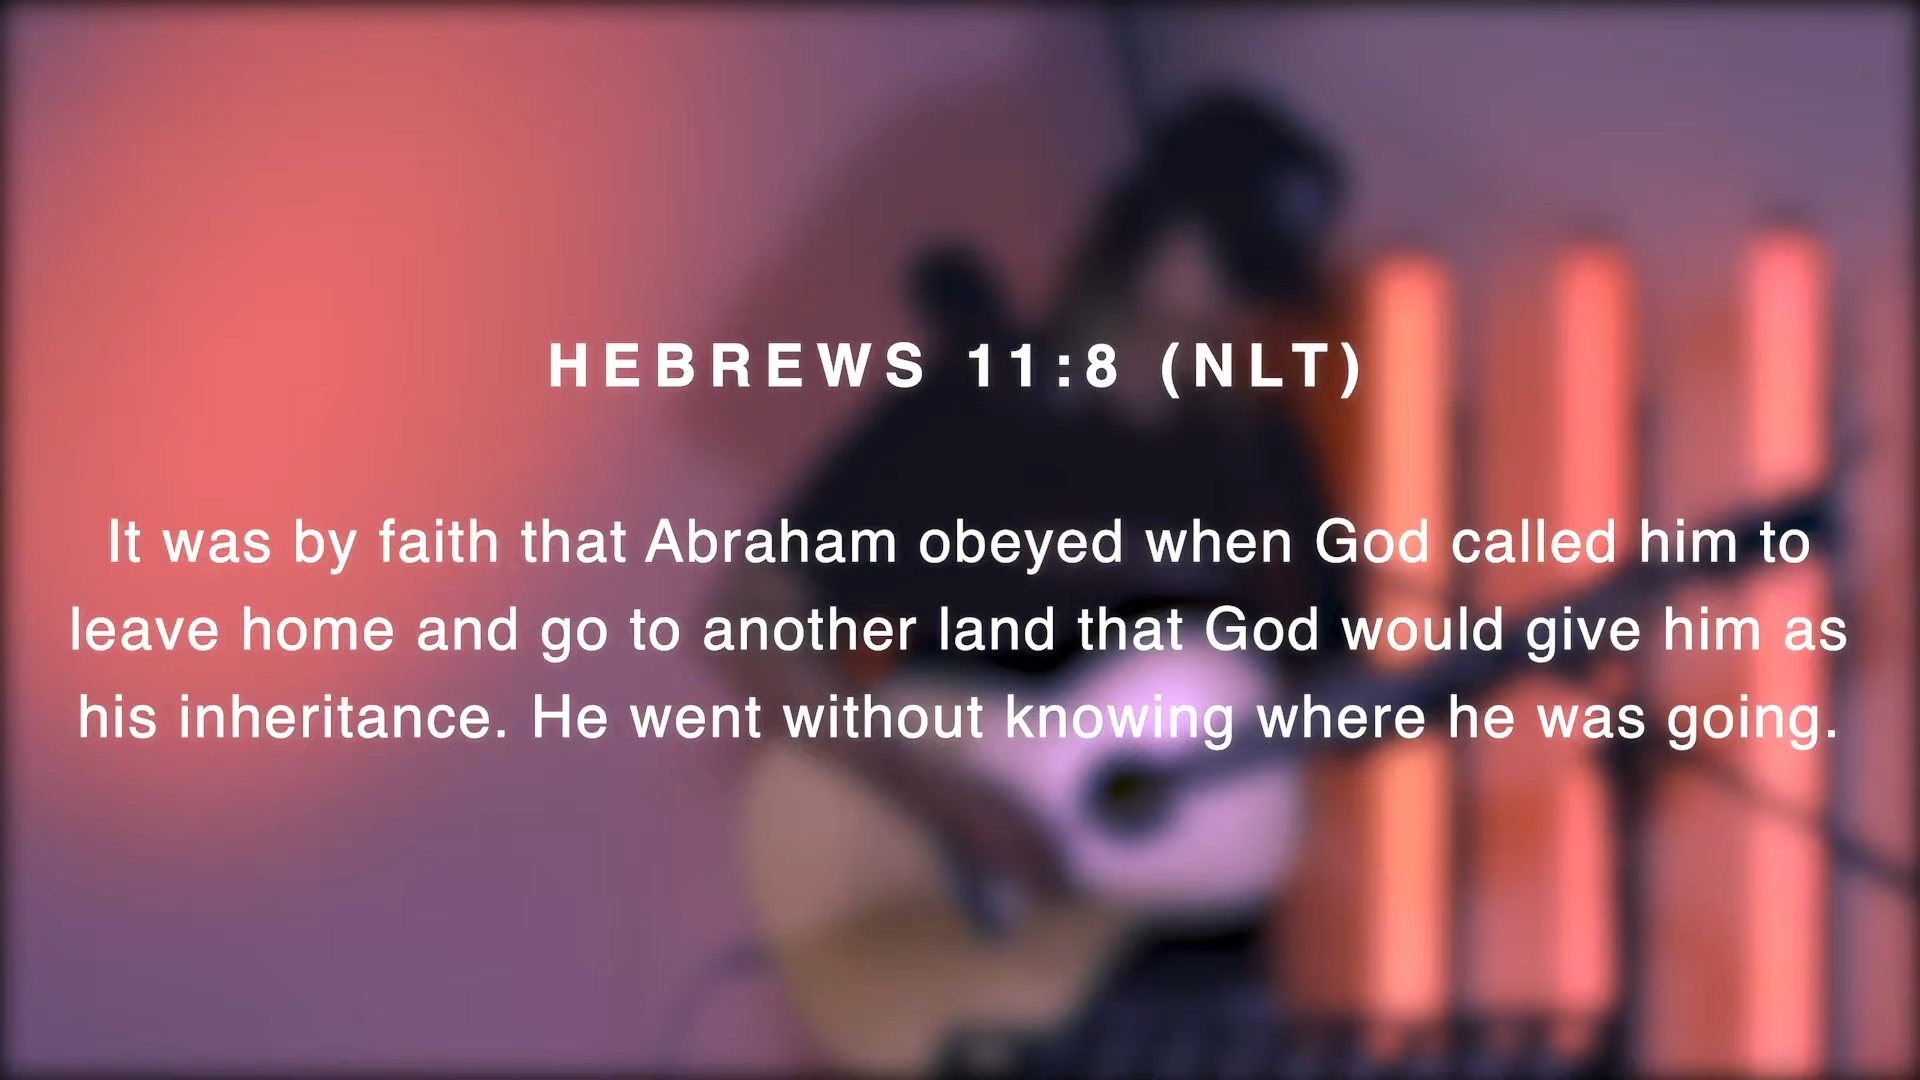 HEBREWS 11:8 (NLT)
It was by faith that Abraham obeyed when God called him to
leave home and go to another land that God would give him as
his inheritance. He went without knowing where he was going.